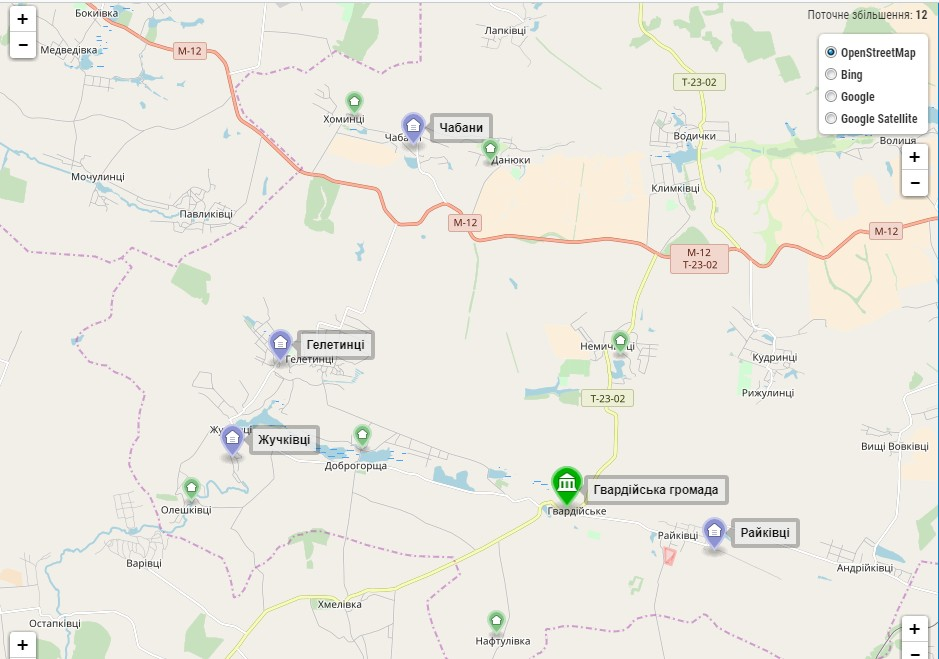 Бокиївка
Поточне збільшення: 12
+
−
Медведівка
М-12
Лапківці
OpenStreetMap
Bing
Google
Google Satellite
Т-23-02
Хоминці
Чабани
Данюки
Водички
Волиця
+
−
Мочулинці
Климківці
Павликівці
М-12
М-12
М-12
Т-23-02
Гелетинці
Гелетинці
Немичинці
Кудринці
Рижулинці
Т-23-02
Жучківці
Вищі Вовківці
Доброгорща
Гвардійська громада
Олешківці
Гвардійське
Райківці
Райківці
Варівці
Андрійківці
Хмелівка
Остапківці
Нафтулівка
+
+
−